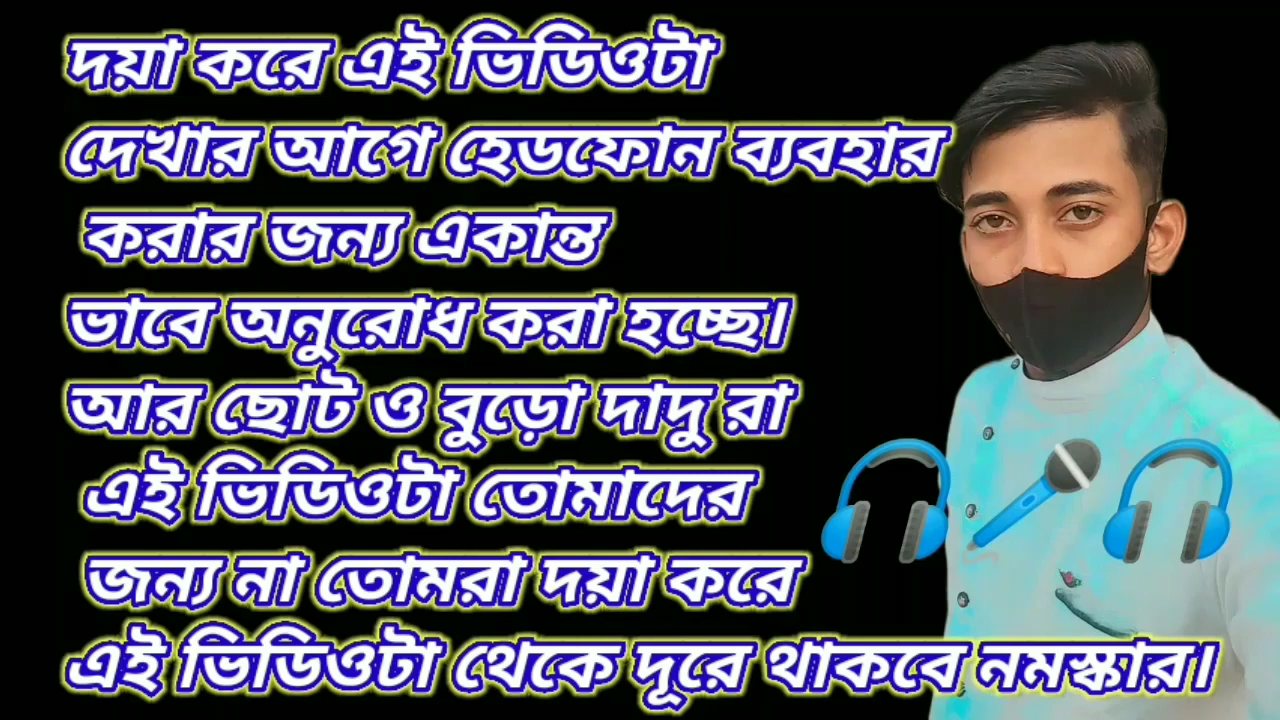 দয়া করে এই ভিডিওটা
দেখার আগে হেডফোন ব্যবহার
করার জন্য একান্ত
ভাবে অনুরোধ করা হচ্ছে।
আর ছোট ও বুড়ো দাদু রা
এই ভিডিওটা তোমাদের
জন্য না তোমরা দয়া করে
এই ভিডিওটা থেকে দূরে থাকবে নমস্কার।